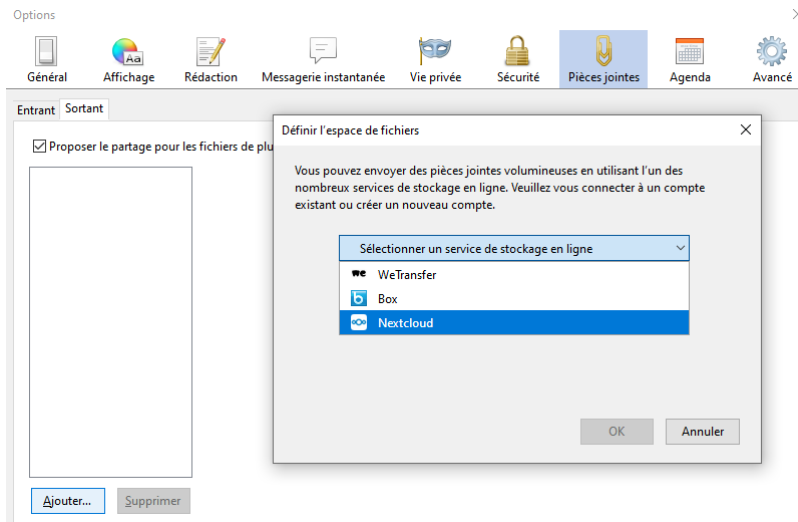 Options
Général Affichage Rédaction Messagerie instantanée Vie privée Sécurité Pièces jointes Agenda Avancé
Entrant Sortant
Proposer le partage pour les fichiers de plu
Définir l'espace de fichiers
Vous pouvez envoyer des pièces jointes volumineuses en utilisant l'un des
nombreux services de stockage en ligne. Veuillez vous connecter à un compte
existant ou créer un nouveau compte.
Sélectionner un service de stockage en ligne
we WeTransfer
Box
Nextcloud
OK Annuler
Ajouter... Supprimer